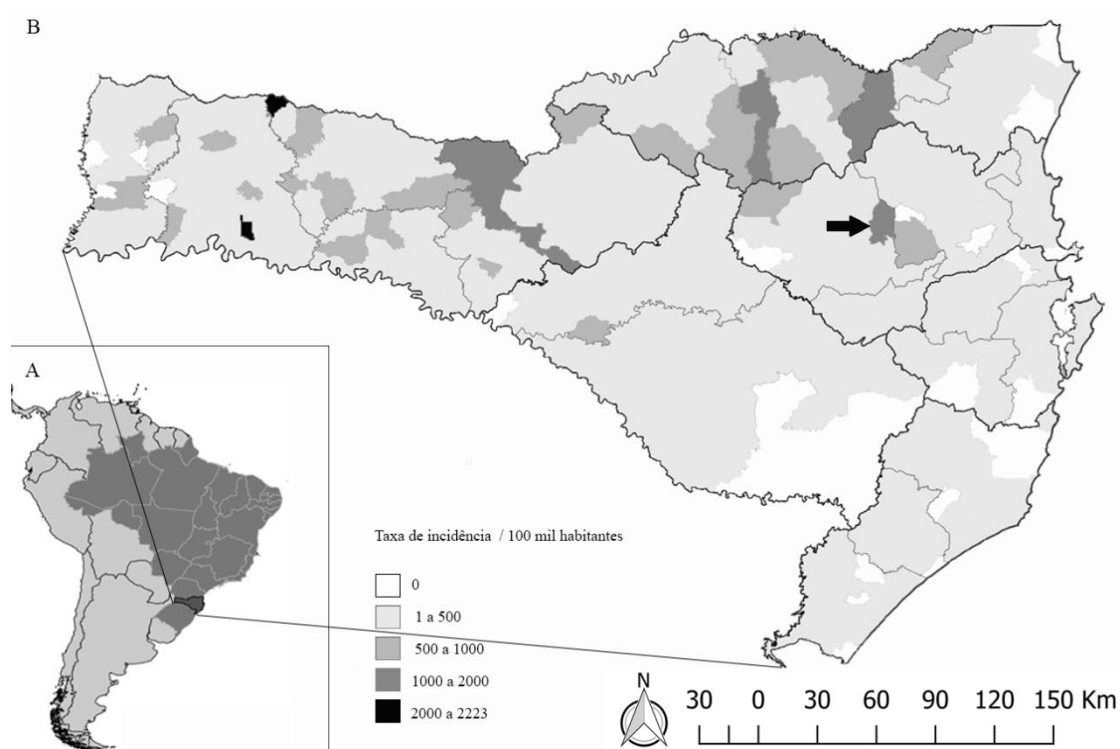 B
A
Taxa de incidência / 100 mil habitantes
0
1 a 500
500 a 1000
1000 a 2000
2000 a 2223
N
30 0 30 60 90 120 150 Km